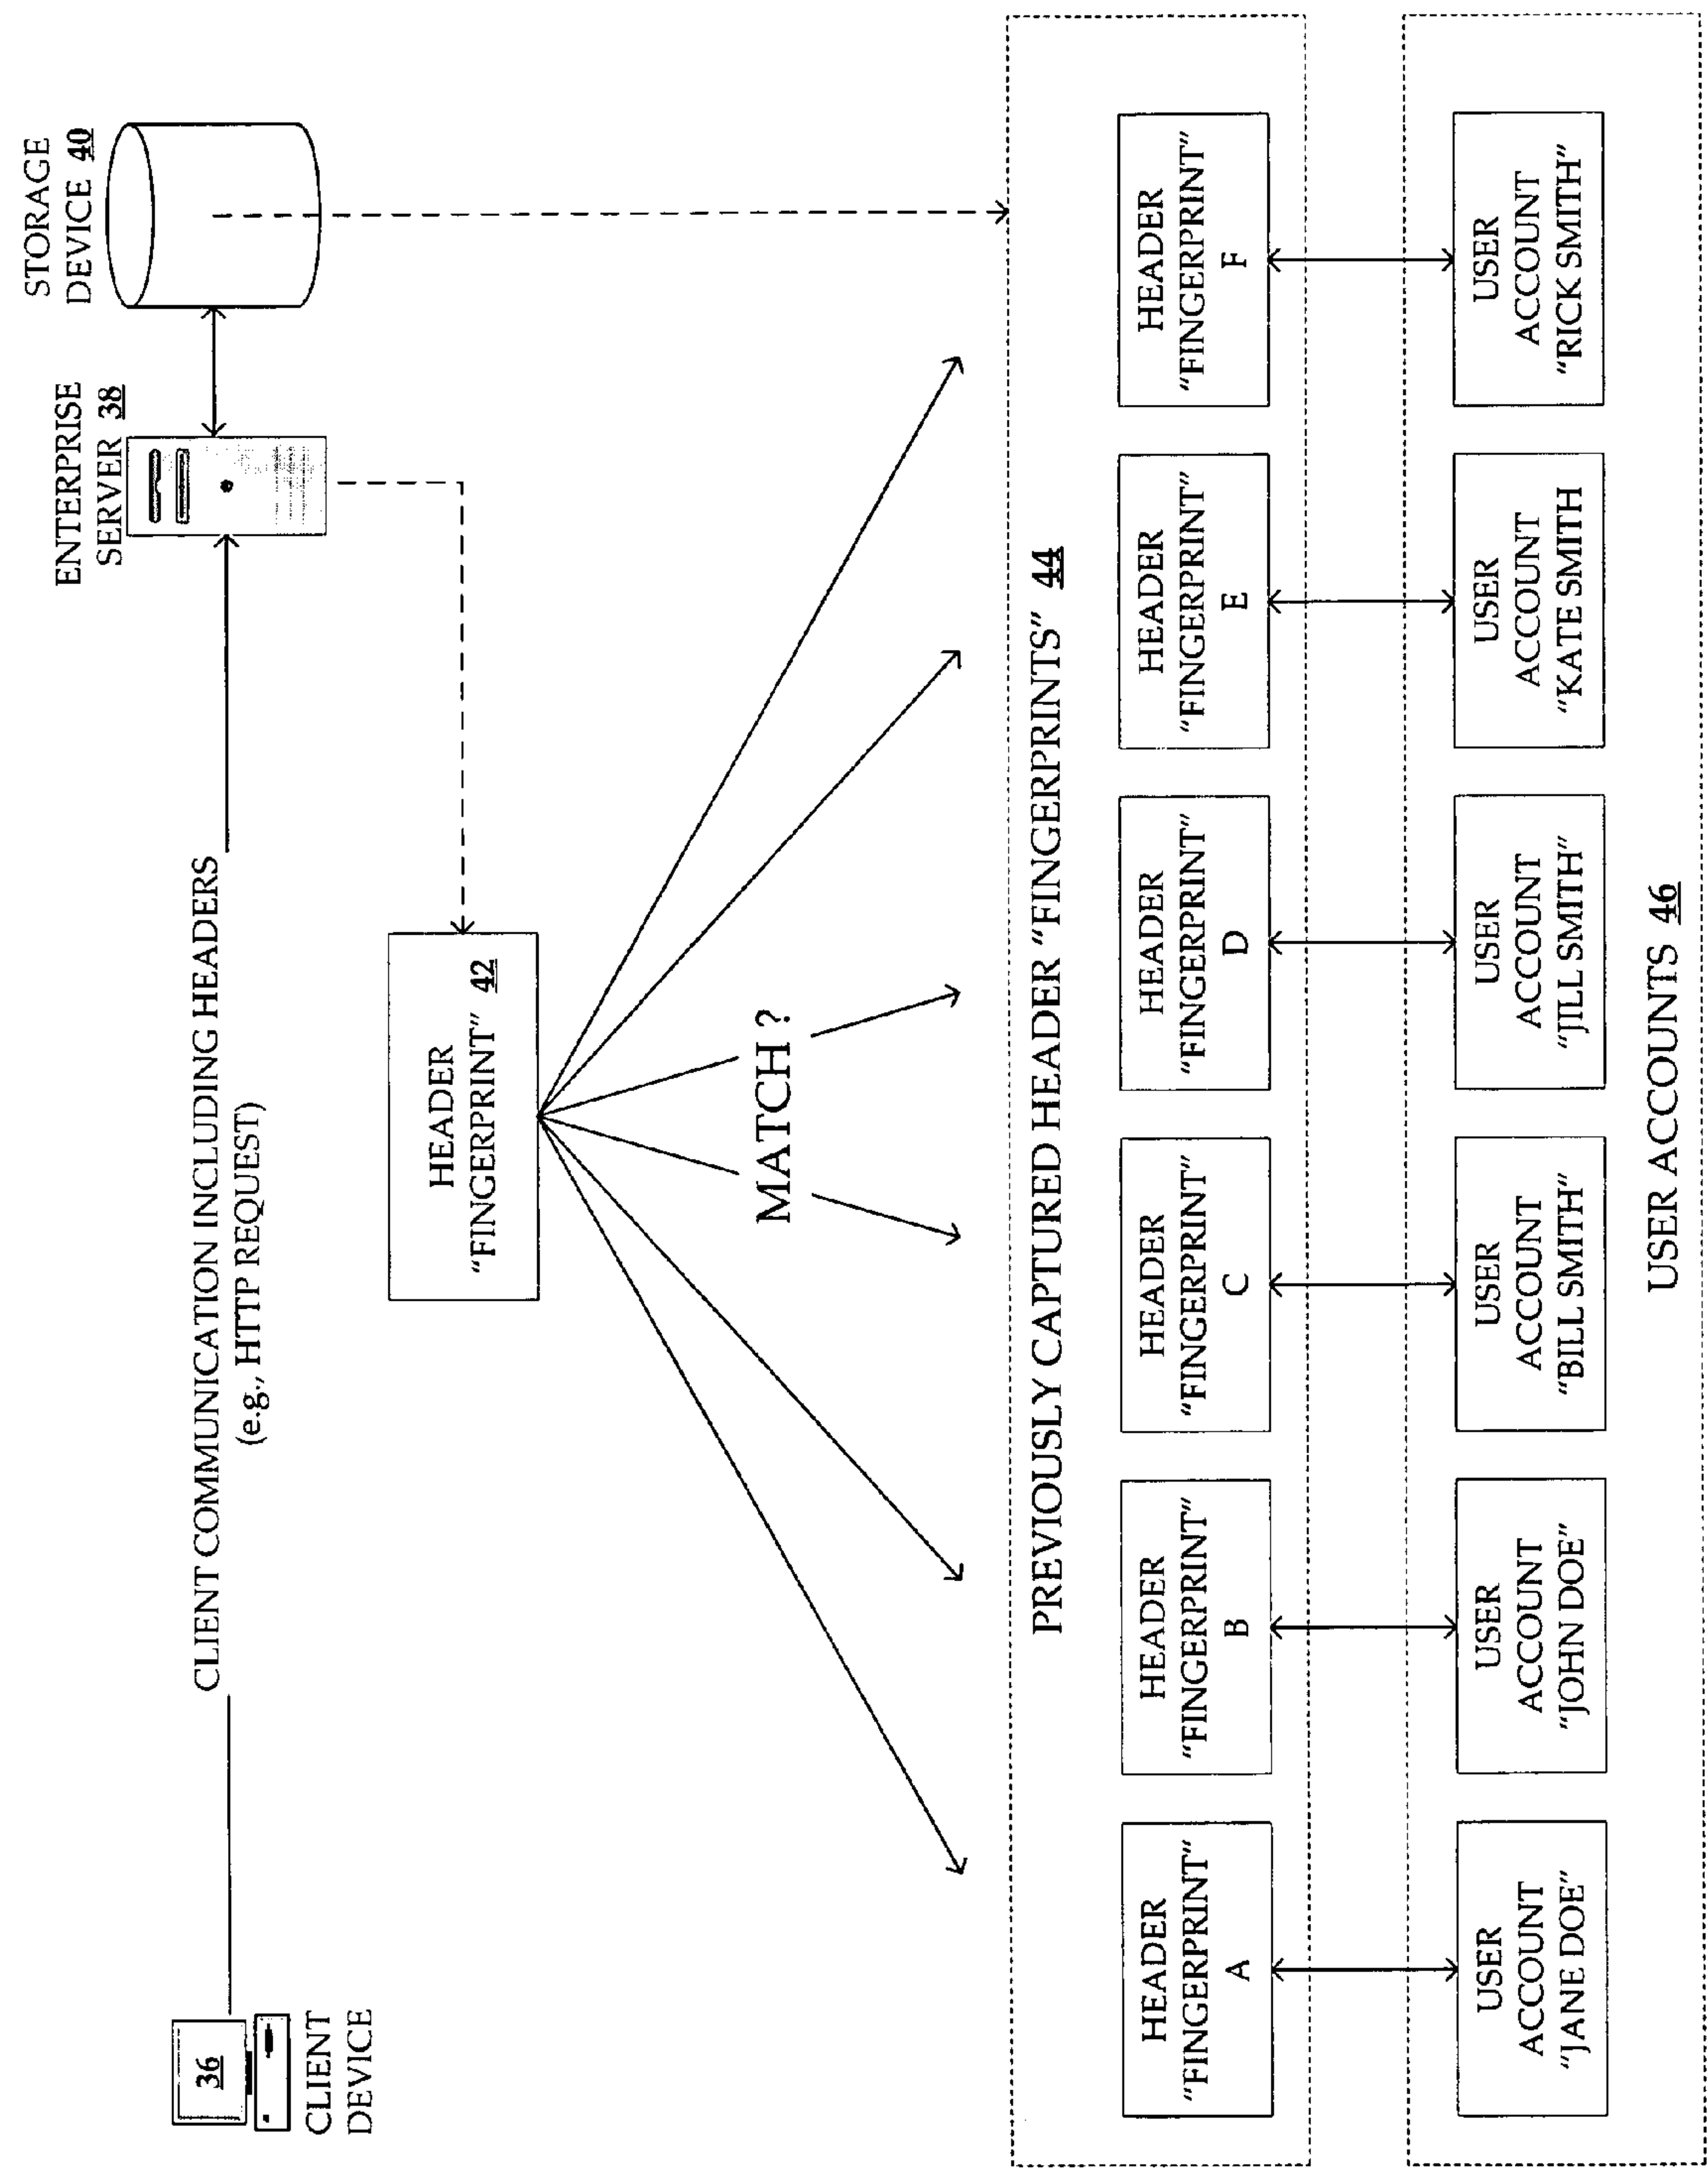 STORAGE
DEVICE 40
ENTERPRISE
SERVER 38
CLIENT COMMUNICATION INCLUDING HEADERS
(e.g., HTTP REQUEST)
36
CLIENT
DEVICE
HEADER
"FINGERPRINT" 42
MATCH ?
PREVIOUSLY CAPTURED HEADER "FINGERPRINTS" 44
HEADER
"FINGERPRINT"
A
HEADER
"FINGERPRINT"
B
HEADER
"FINGERPRINT"
C
HEADER
"FINGERPRINT"
D
HEADER
"FINGERPRINT"
E
HEADER
"FINGERPRINT"
F
USER
ACCOUNT
"JANE DOE"
USER
ACCOUNT
"JOHN DOE"
USER
ACCOUNT
"BILL SMITH"
USER
ACCOUNT
"JILL SMITH"
USER
ACCOUNT
"KATE SMITH
USER
ACCOUNT
"RICK SMITH"
USER ACCOUNTS 46